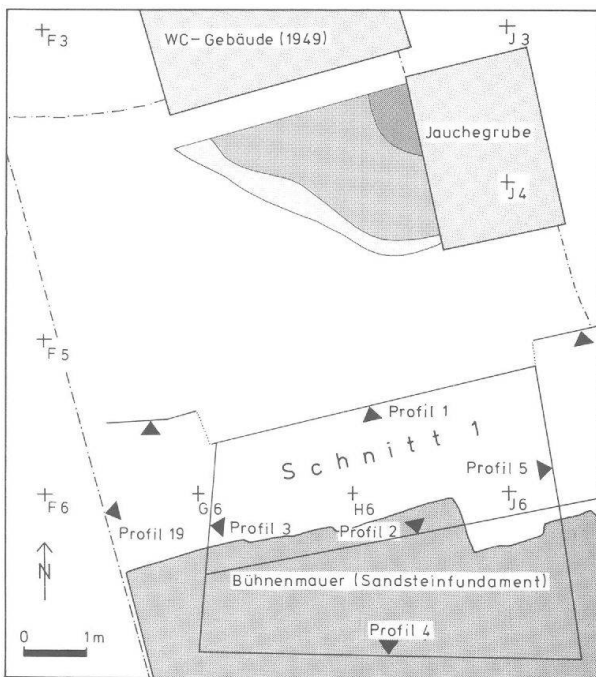 F3
WC-Gebäude (1949)
J3
Jauchegrube
J4
F5
Profil 1
Schnitt 1
Profil 5
F6
G6
H6
J6
Profil 19
Profil 3
Profil 2
N
Bühnenmauer (Sandsteinfundament)
0 1m
Profil 4